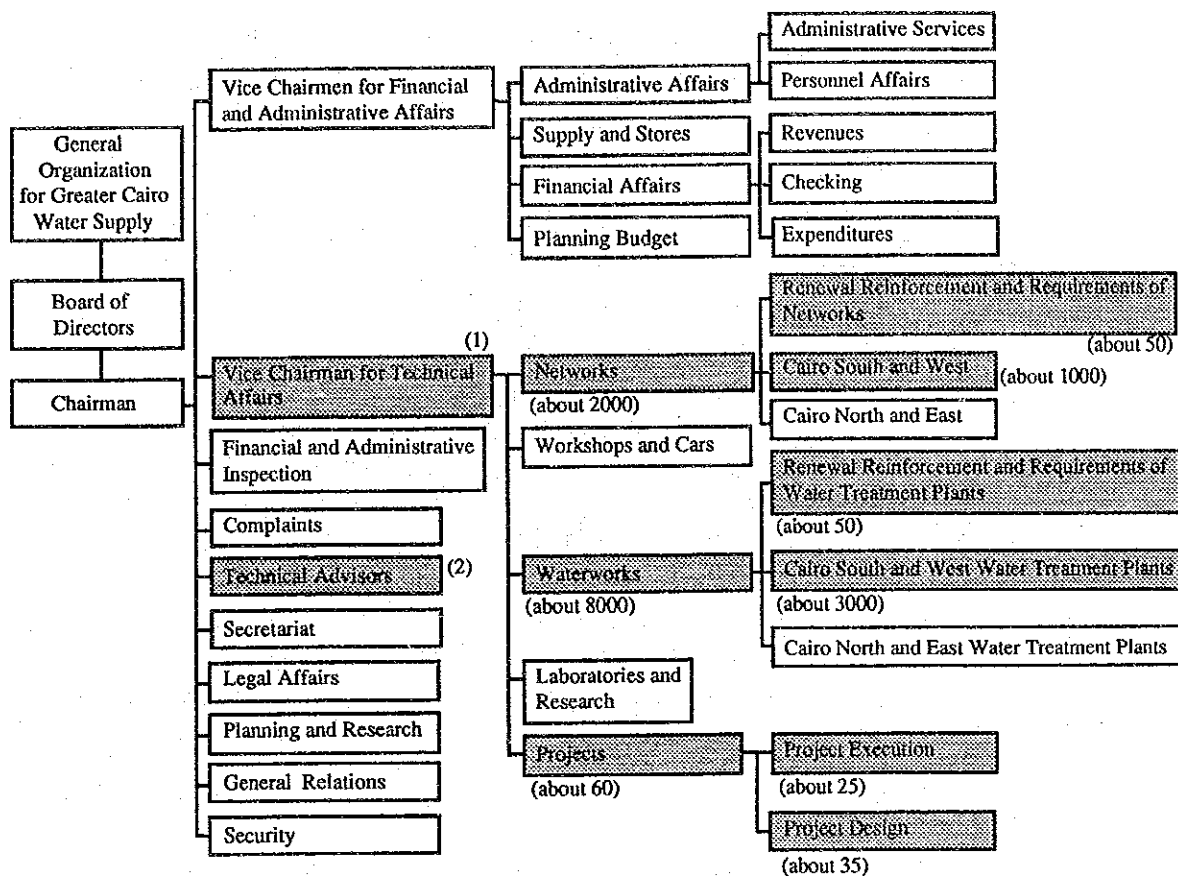 General
Organization
for Greater Cairo
Water Supply
Board of
Directors
Chairman
Vice Chairmen for Financial
and Administrative Affairs
(1)
Vice Chairman for Technical
Affairs
Financial and Administrative
Inspection
Complaints
Technical Advisors
(2)
Secretariat
Legal Affairs
Planning and Research
General Relations
Security
Administrative Affairs
Supply and Stores
Financial Affairs
Planning Budget
Networks
(about 2000)
Workshops and Cars
Waterworks
(about 8000)
Laboratories and
Research
Projects
(about 60)
Administrative Services
Personnel Affairs
Revenues
Checking
Expenditures
Renewal Reinforcement and Requirements of
Networks
(about 50)
Cairo South and West
(about 1000)
Cairo North and East
Renewal Reinforcement and Requirements of
Water Treatment Plants
(about 50)
Cairo South and West Water Treatment Plants
(about 3000)
Cairo North and East Water Treatment Plants
Project Execution
(about 25)
Project Design
(about 35)